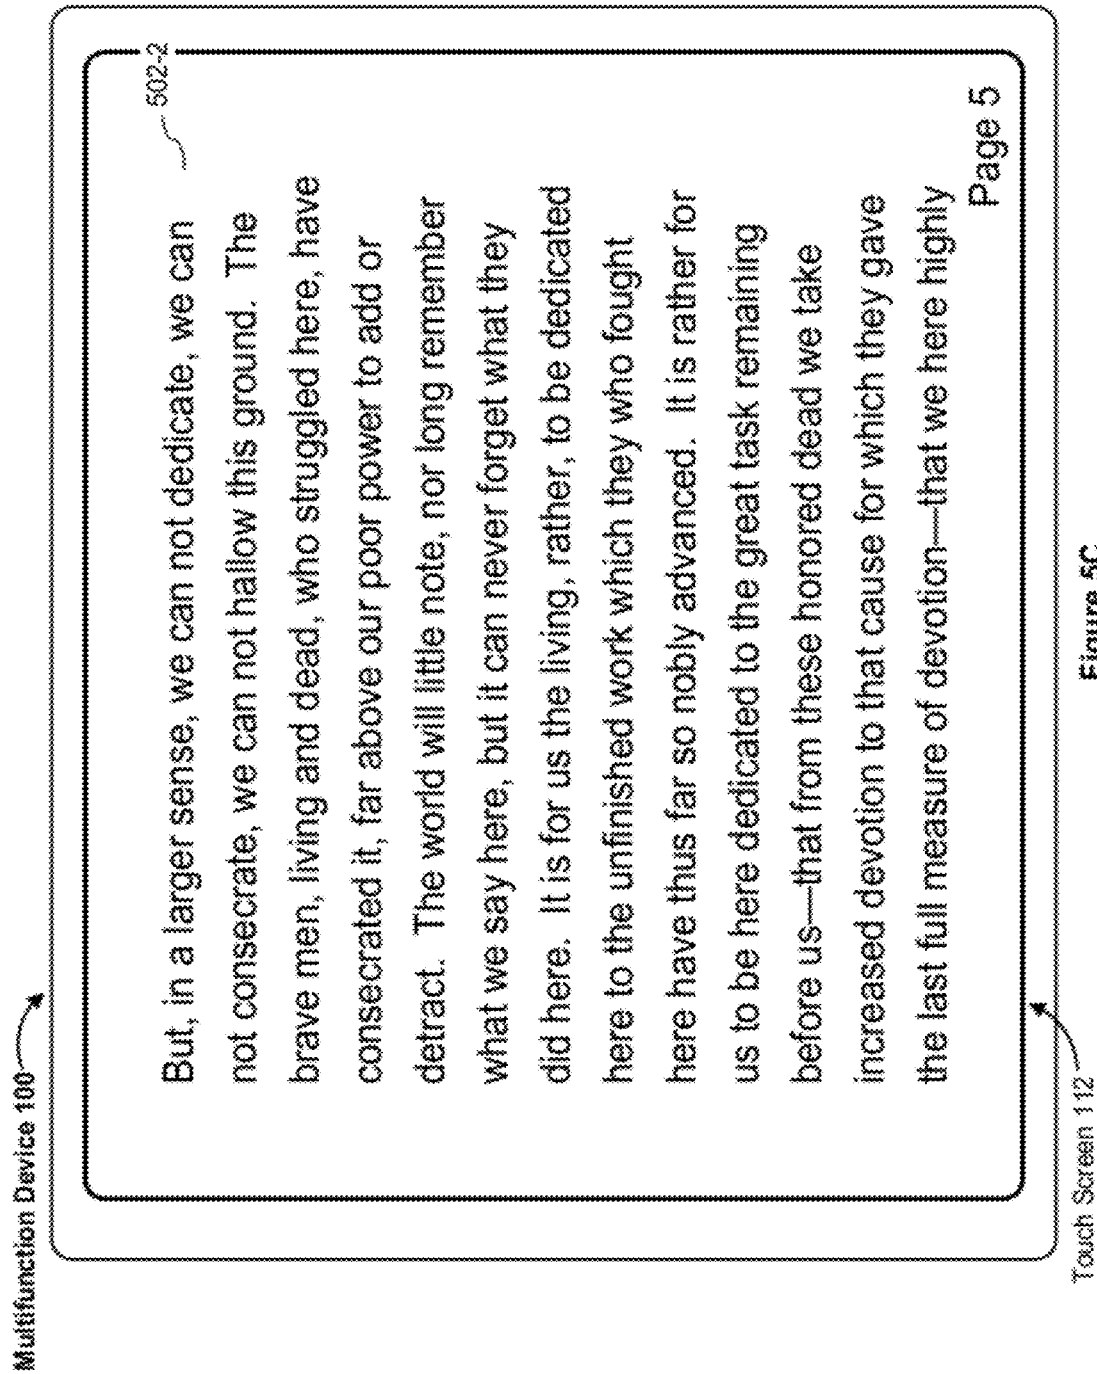 Multifunction Device 100
502-2
But, in a larger sense, we can not dedicate, we can
not consecrate, we can not hallow this ground.  The
brave men, living and dead, who struggled here, have
consecrated it, far above our poor power to add or
detract.  The world will little note, nor long remember
what we say here, but it can never forget what they
did here.  It is for us the living, rather, to be dedicated
here to the unfinished work which they who fought
here have thus far so nobly advanced.  It is rather for
us to be here dedicated to the great task remaining
before us—that from these honored dead we take
increased devotion to that cause for which they gave
the last full measure of devotion—that we here highly
Page 5
Touch Screen 112
Figure 5C